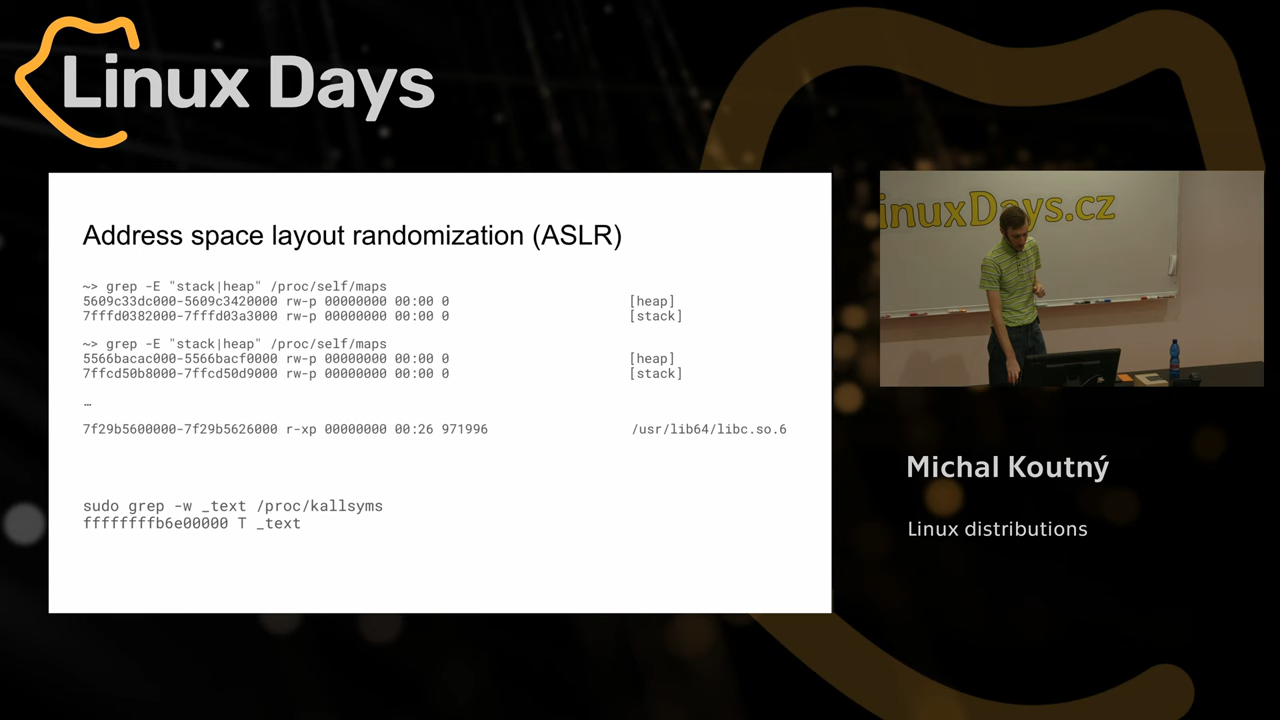 Linux Days
Address space layout randomization (ASLR)
~> grep -E "stack|heap" /proc/self/maps
5609c33dc000-5609c3420000 rw-p 00000000 00:00 0 [heap]
7fffd0382000-7fffd03a3000 rw-p 00000000 00:00 0 [stack]
~> grep -E "stack|heap" /proc/self/maps
5566bacac000-5566bacf0000 rw-p 00000000 00:00 0 [heap]
7ffcd50b8000-7ffcd50d9000 rw-p 00000000 00:00 0 [stack]
…
7f29b5600000-7f29b5626000 r-xp 00000000 00:26 971996 /usr/lib64/libc.so.6
sudo grep -w _text /proc/kallsyms
ffffffffb6e00000 T _text
inuxDays.cz
Michal Koutný
Linux distributions